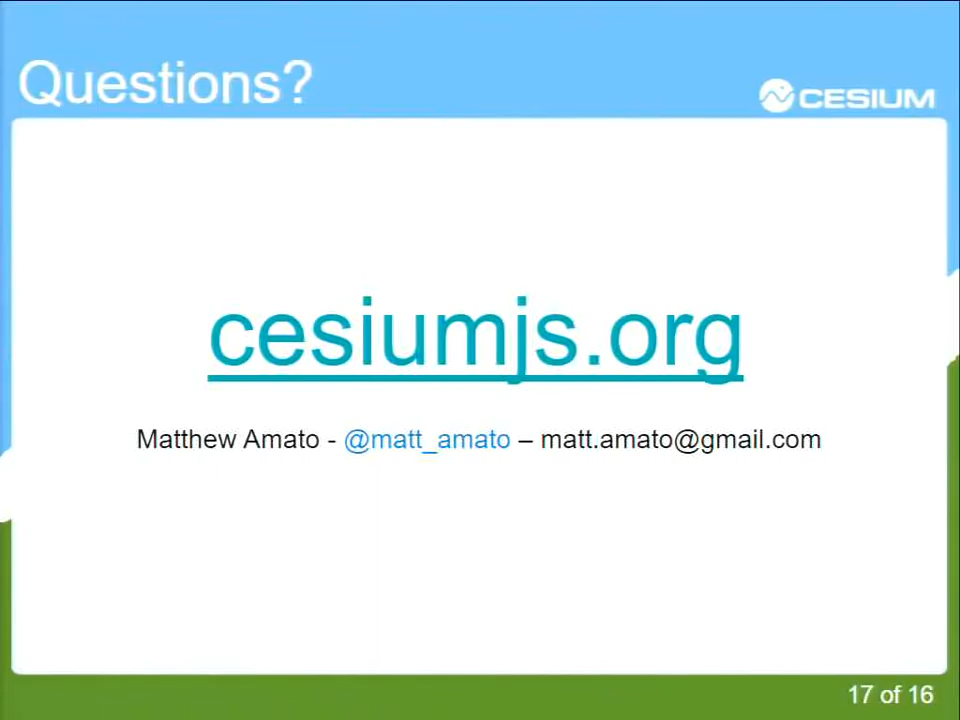 Questions?
CESIUM
cesiumjs.org
Matthew Amato - @matt_amato – matt.amato@gmail.com
17 of 16